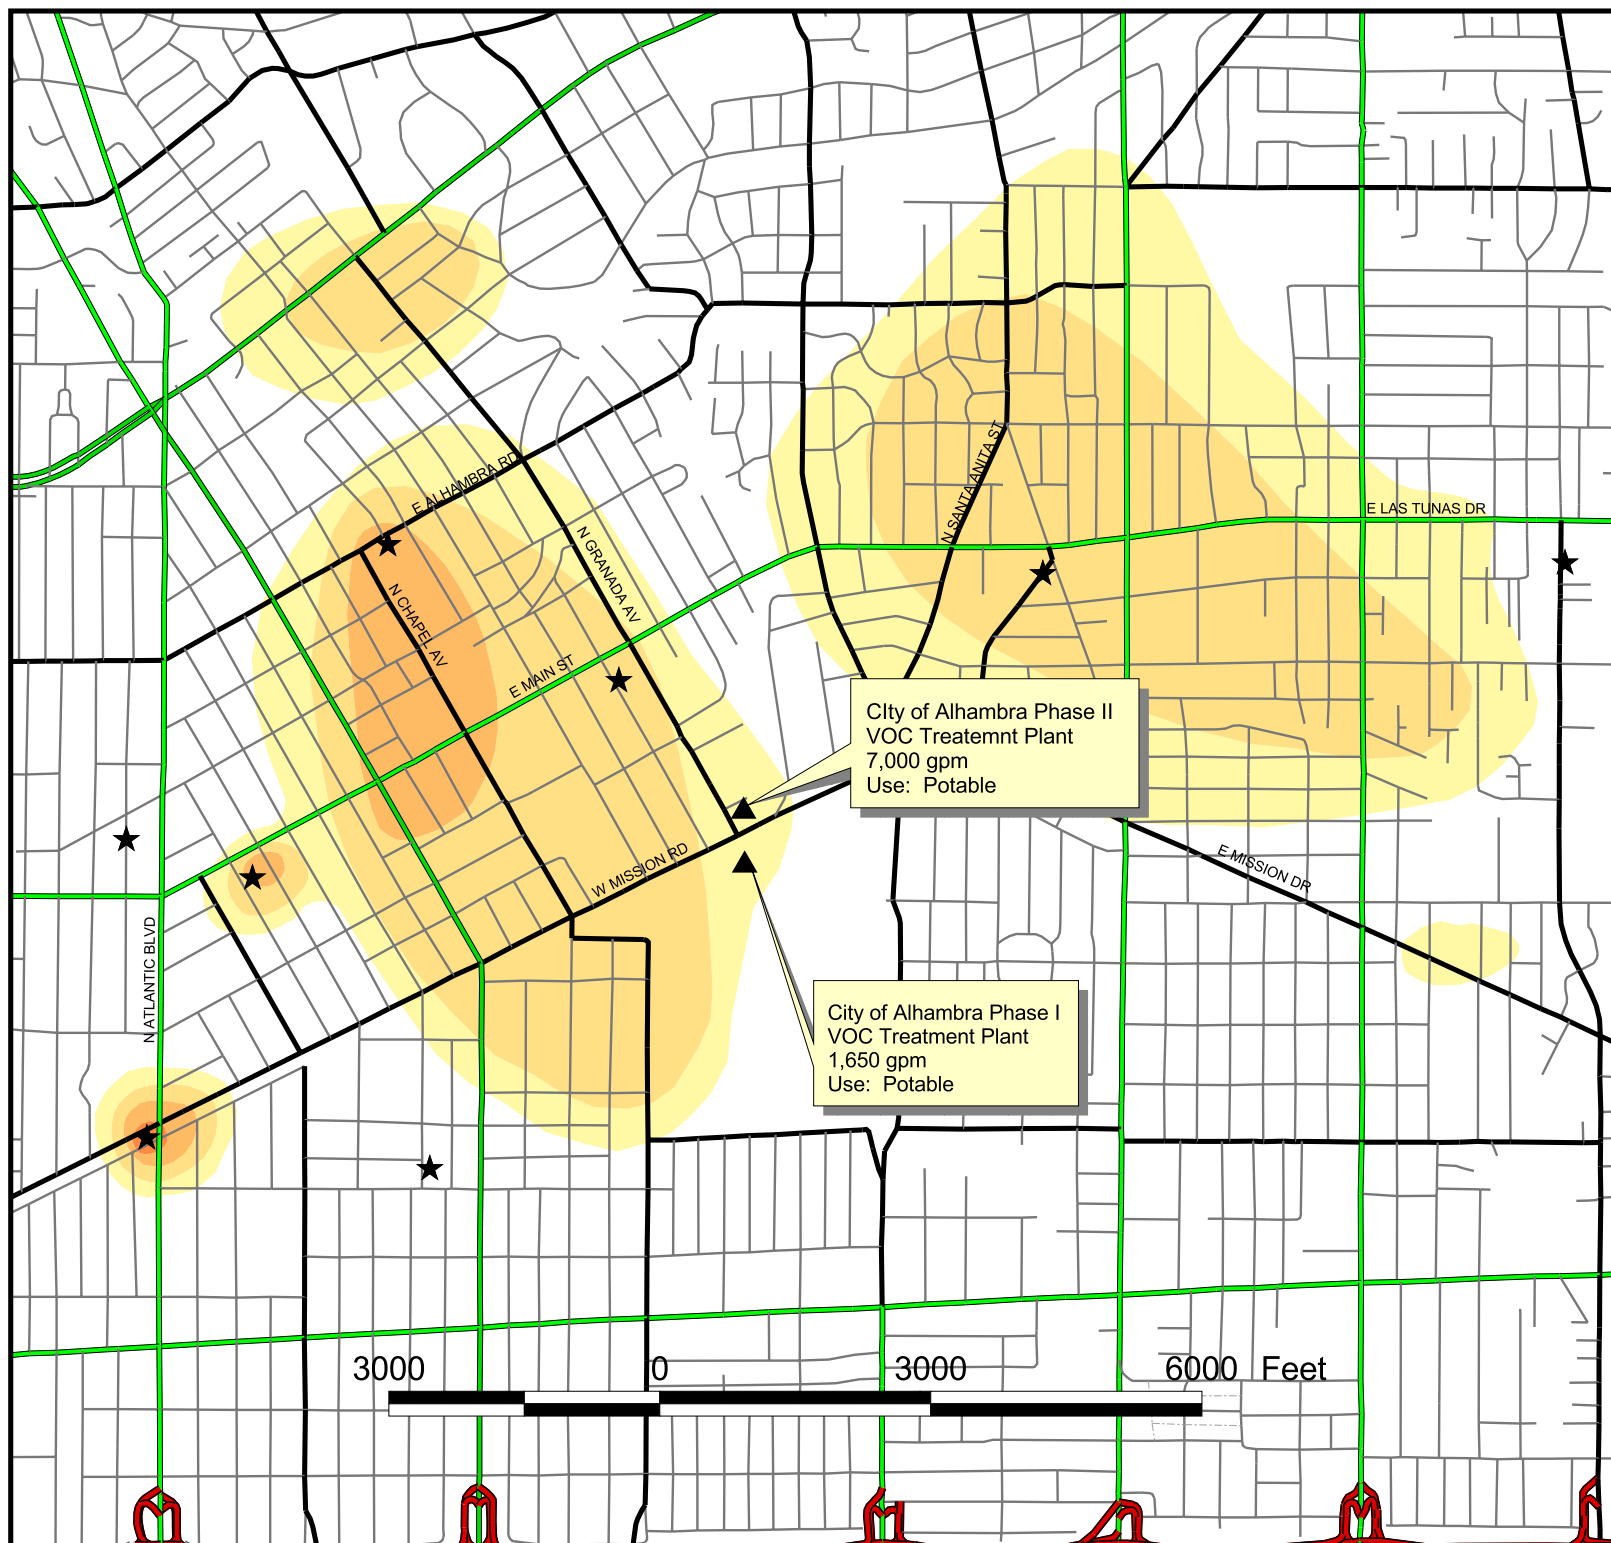 E ALHAMBRA RD
N SANTA ANITA ST
E LAS TUNAS DR
N GRANADA AV
N CHAPEL AV
E MAIN ST
CIty of Alhambra Phase II
VOC Treatemnt Plant
7,000 gpm
Use: Potable
W MISSION RD
E MISSION DR
N ATLANTIC BLVD
City of Alhambra Phase I
VOC Treatment Plant
1,650 gpm
Use: Potable
3000 0 3000 6000 Feet